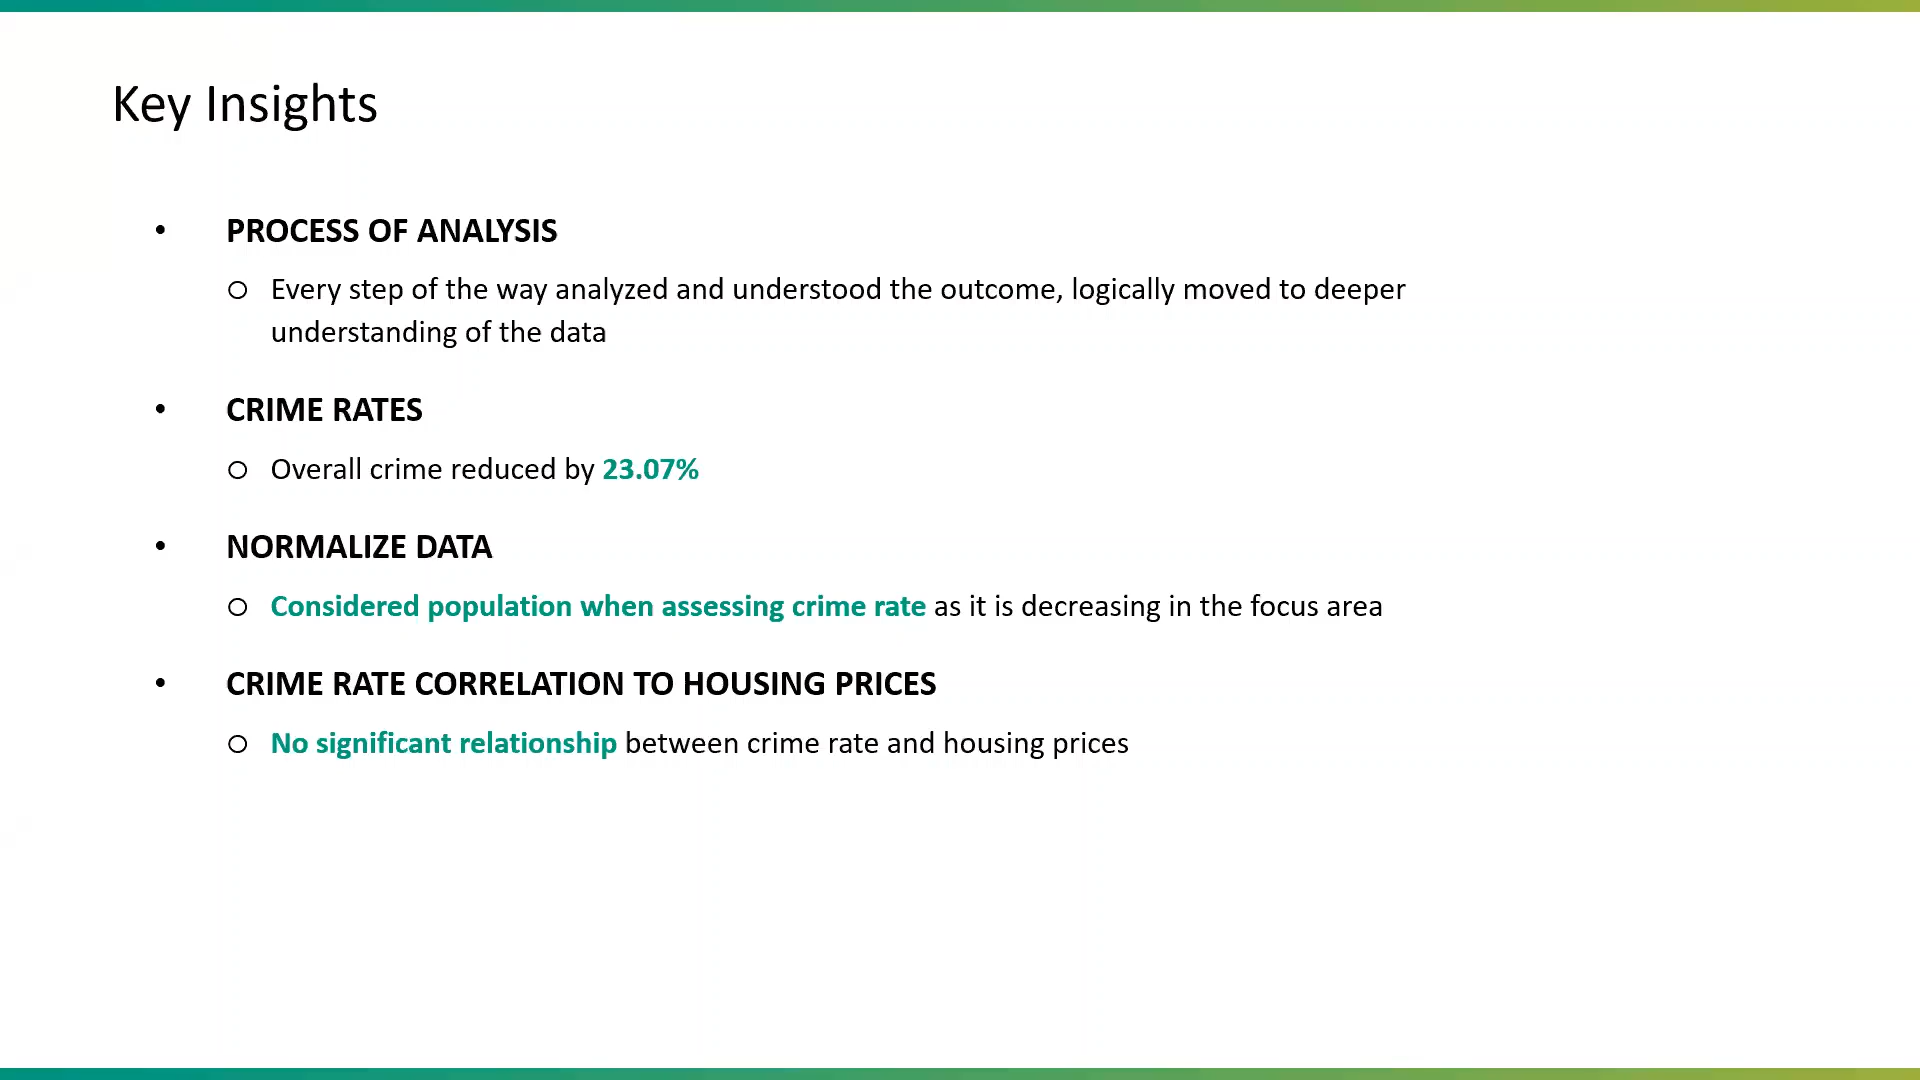 Key Insights
• PROCESS OF ANALYSIS
○ Every step of the way analyzed and understood the outcome, logically moved to deeper
understanding of the data
• CRIME RATES
○ Overall crime reduced by 23.07%
• NORMALIZE DATA
○ Considered population when assessing crime rate as it is decreasing in the focus area
• CRIME RATE CORRELATION TO HOUSING PRICES
○ No significant relationship between crime rate and housing prices